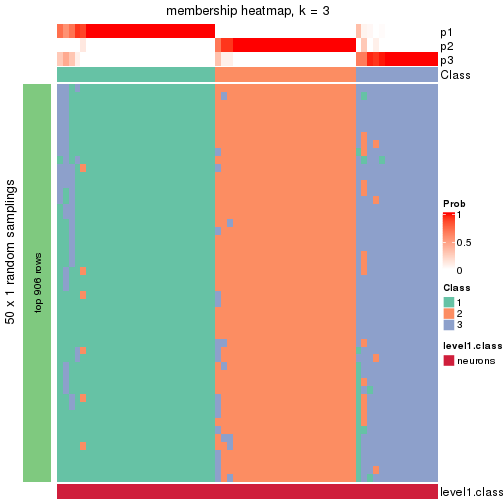 membership heatmap, k = 3
p1
p2
p3
Class
50 x 1 random samplings
top 906 rows
Prob
1
0.5
0
Class
1
2
3
level1.class
neurons
level1.class